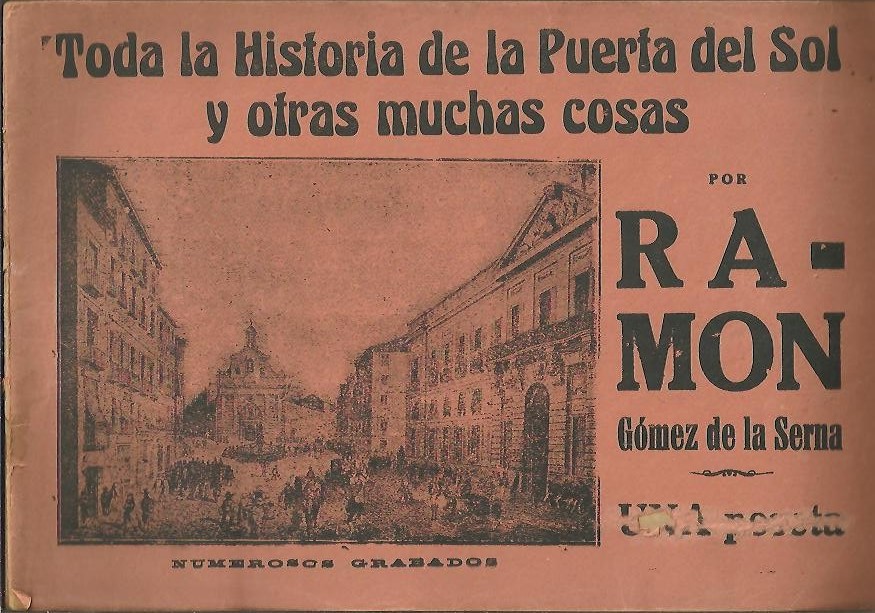 Toda la Historia de la Puerta del Sol
y otras muchas cosas
POR
RA-
MON
Gómez de la Serna
UNA peseta
NUMEROSOS GRABADOS